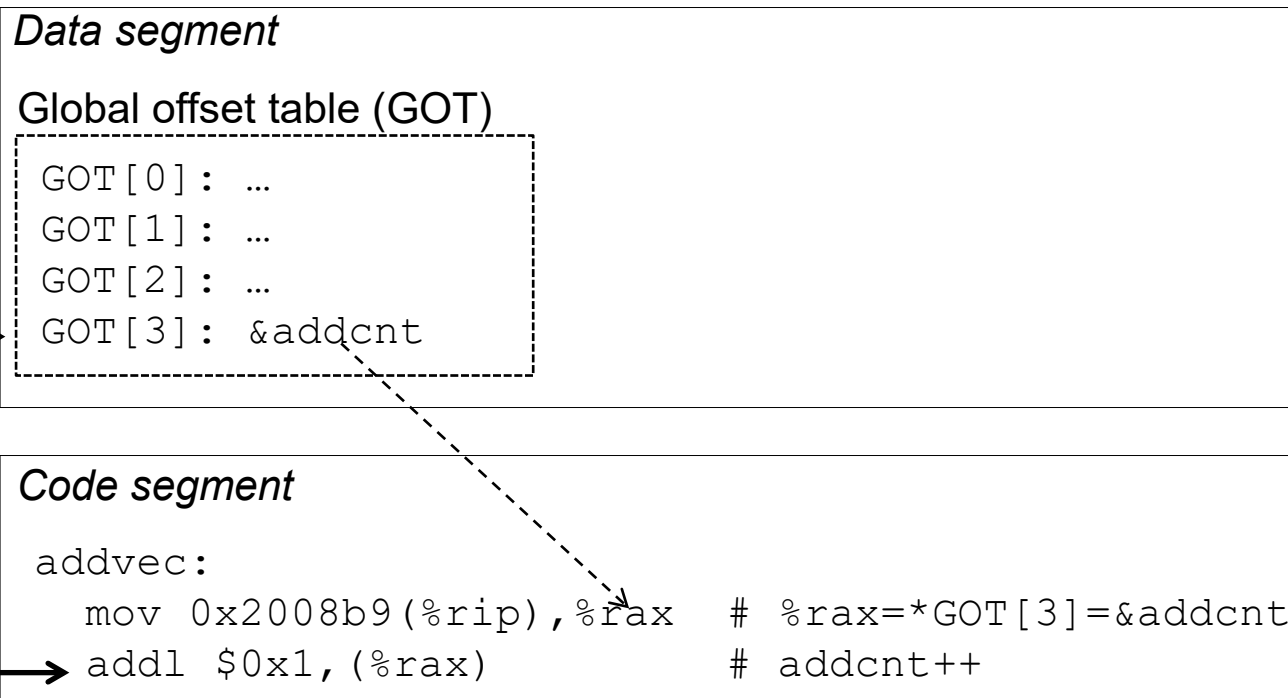 Data segment
Global offset table (GOT)
GOT[0]: …
GOT[1]: …
GOT[2]: …
GOT[3]: &addcnt
Code segment
addvec:
mov 0x2008b9(%rip),%rax # %rax=*GOT[3]=&addcnt
addl $0x1,(%rax) # addcnt++